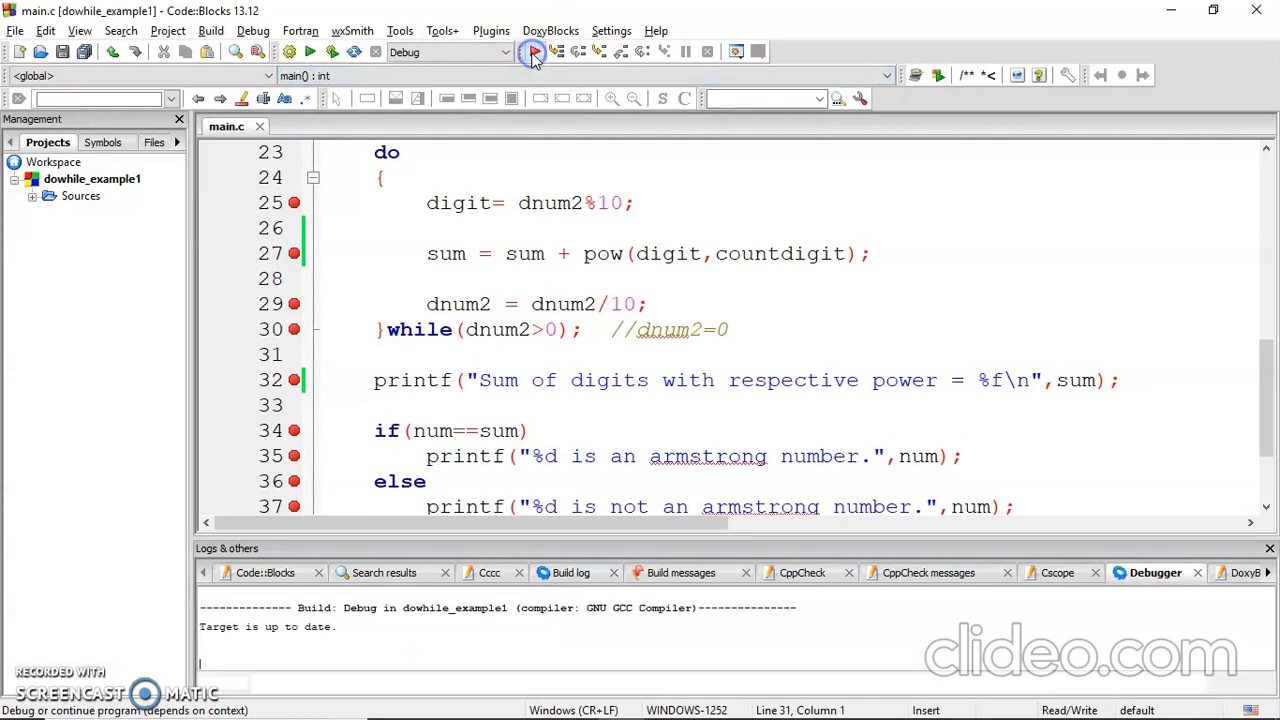 main.c [dowhile_example1] - Code::Blocks 13.12
File Edit View Search Project Build Debug Fortran wxSmith Tools Tools+ Plugins DoxyBlocks Settings Help
Debug
<global> main() : int /** *<
S C
Management
main.c
Projects Symbols Files
Workspace
dowhile_example1
Sources
23 do
24 {
25 digit= dnum2%10;
26
27 sum = sum + pow(digit,countdigit);
28
29 dnum2 = dnum2/10;
30 }while(dnum2>0); //dnum2=0
31
32 printf("Sum of digits with respective power = %f\n",sum);
33
34 if(num==sum)
35 printf("%d is an armstrong number.",num);
36 else
37 printf("%d is not an armstrong number.",num);
Logs & others
Code::Blocks Search results Cccc Build log Build messages CppCheck CppCheck messages Cscope Debugger DoxyB
-------------- Build: Debug in dowhile_example1 (compiler: GNU GCC Compiler)---------------
Target is up to date.
clideo.com
RECORDED WITH
SCREENCAST MATIC
Debug or continue program (depends on context) Windows (CR+LF) WINDOWS-1252 Line 31, Column 1 Insert Read/Write default